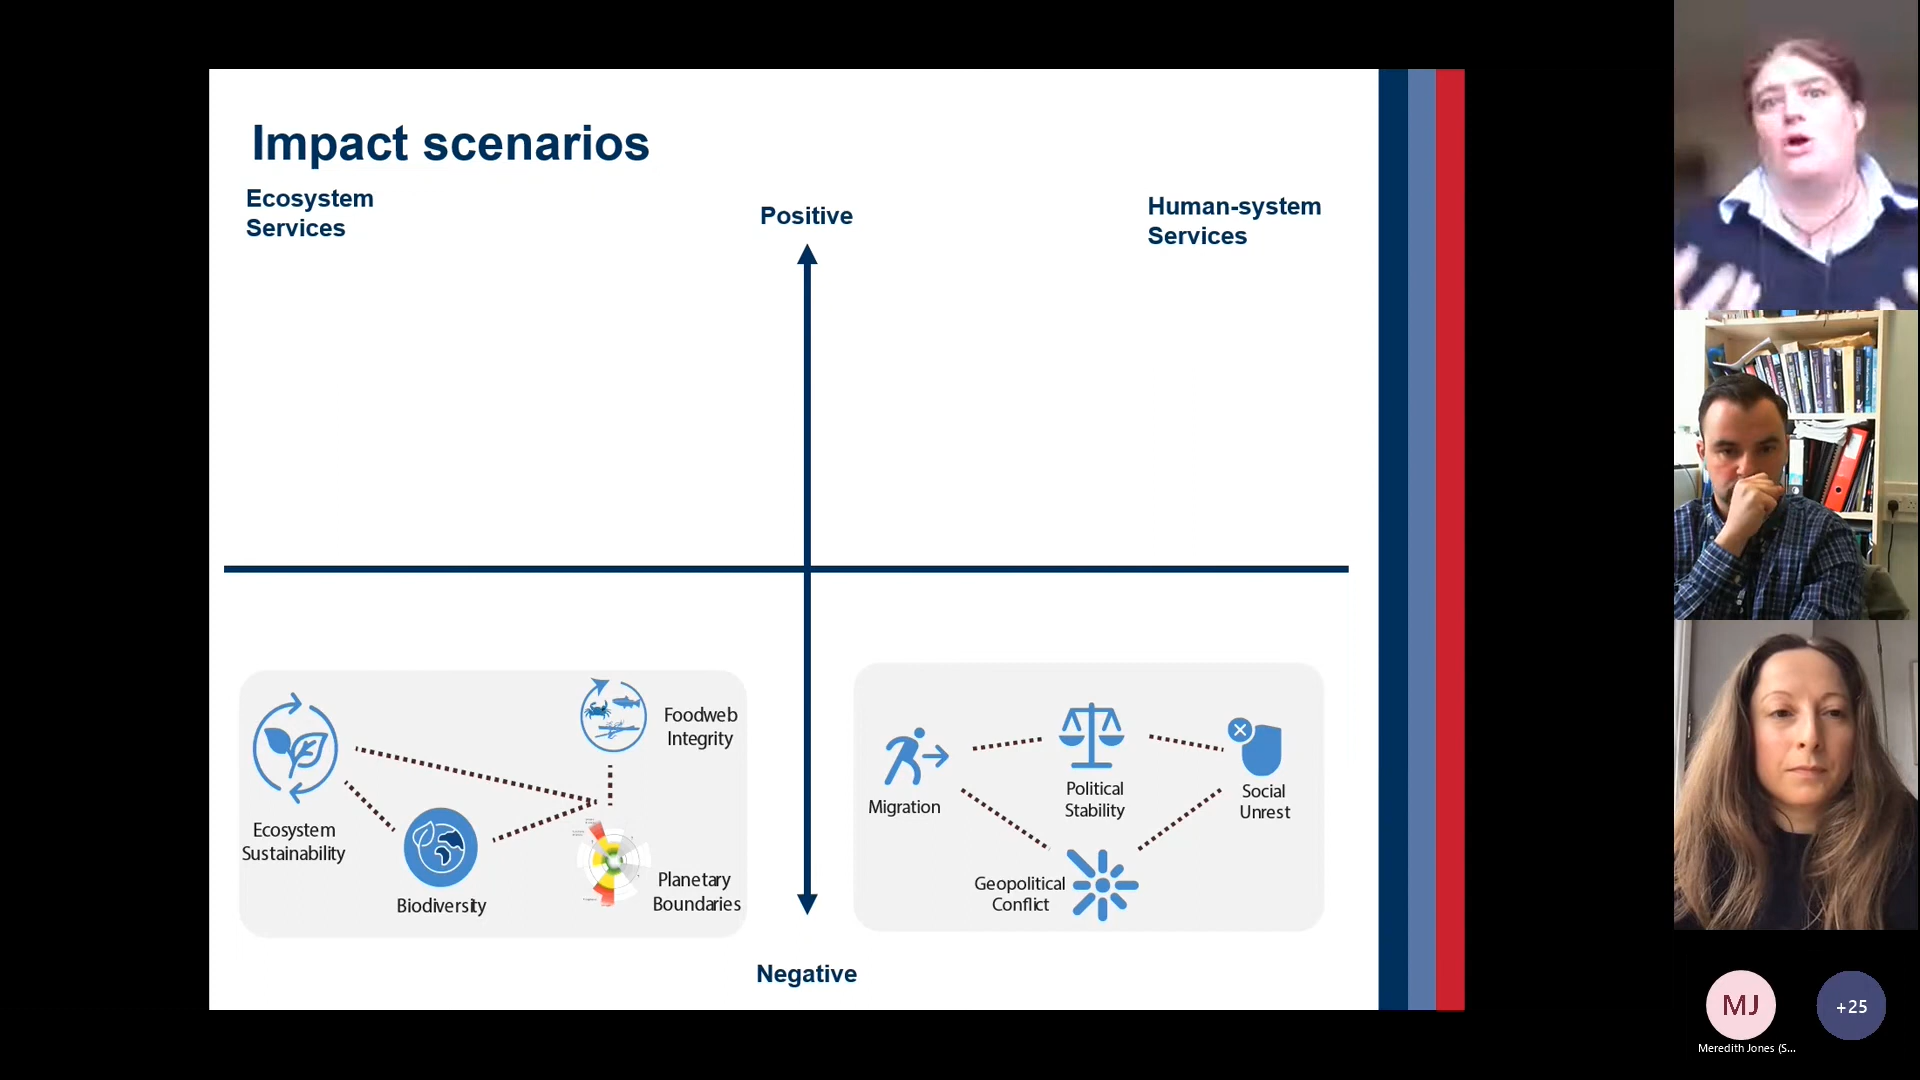 Impact scenarios
Ecosystem
Services
Positive
Human-system
Services
Foodweb
Integrity
Ecosystem
Sustainability
Biodiversity
Planetary
Boundaries
Migration
Political
Stability
Social
Unrest
Geopolitical
Conflict
Negative
MJ
+25
Meredith Jones (S...